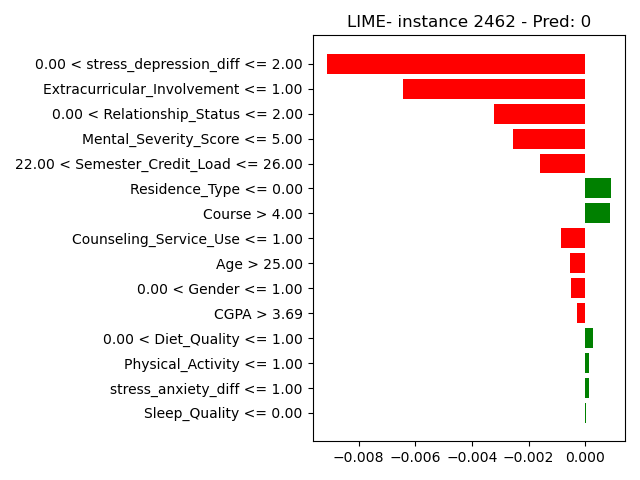 LIME- instance 2462 - Pred: 0
0.00 < stress_depression_diff <= 2.00
Extracurricular_Involvement <= 1.00
0.00 < Relationship_Status <= 2.00
Mental_Severity_Score <= 5.00
22.00 < Semester_Credit_Load <= 26.00
Residence_Type <= 0.00
Course > 4.00
Counseling_Service_Use <= 1.00
Age > 25.00
0.00 < Gender <= 1.00
CGPA > 3.69
0.00 < Diet_Quality <= 1.00
Physical_Activity <= 1.00
stress_anxiety_diff <= 1.00
Sleep_Quality <= 0.00
−0.008 −0.006 −0.004 −0.002 0.000